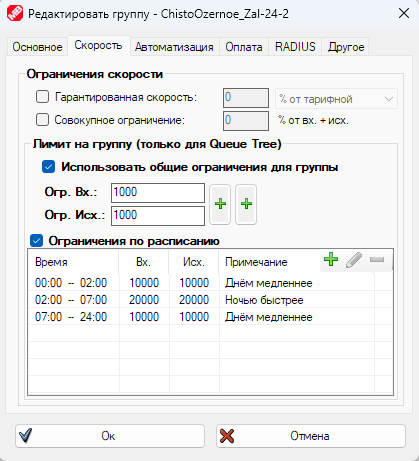 Редактировать группу - ChistoOzernoe_Zal-24-2
Основное Скорость Автоматизация Оплата RADIUS Другое
Ограничения скорости
Гарантированная скорость: 0 % от тарифной
Совокупное ограничение: 0 % от вх. + исх.
Лимит на группу (только для Queue Tree)
Использовать общие ограничения для группы
Огр. Вх.: 1000
Огр. Исх.: 1000
Ограничения по расписанию
Время Вх. Исх. Примечание
00:00 -- 02:00 10000 10000 Днём медленнее
02:00 -- 07:00 20000 20000 Ночью быстрее
07:00 -- 24:00 10000 10000 Днём медленнее
Ок Отмена